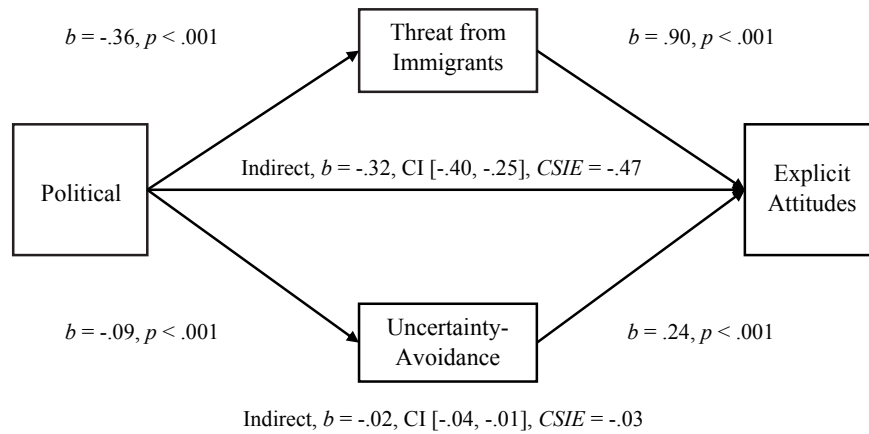 b = -.36, p < .001
Threat from
Immigrants
b = .90, p < .001
Political
Indirect, b = -.32, CI [-.40, -.25], CSIE = -.47
Explicit
Attitudes
b = -.09, p < .001
Uncertainty-
Avoidance
b = .24, p < .001
Indirect, b = -.02, CI [-.04, -.01], CSIE = -.03